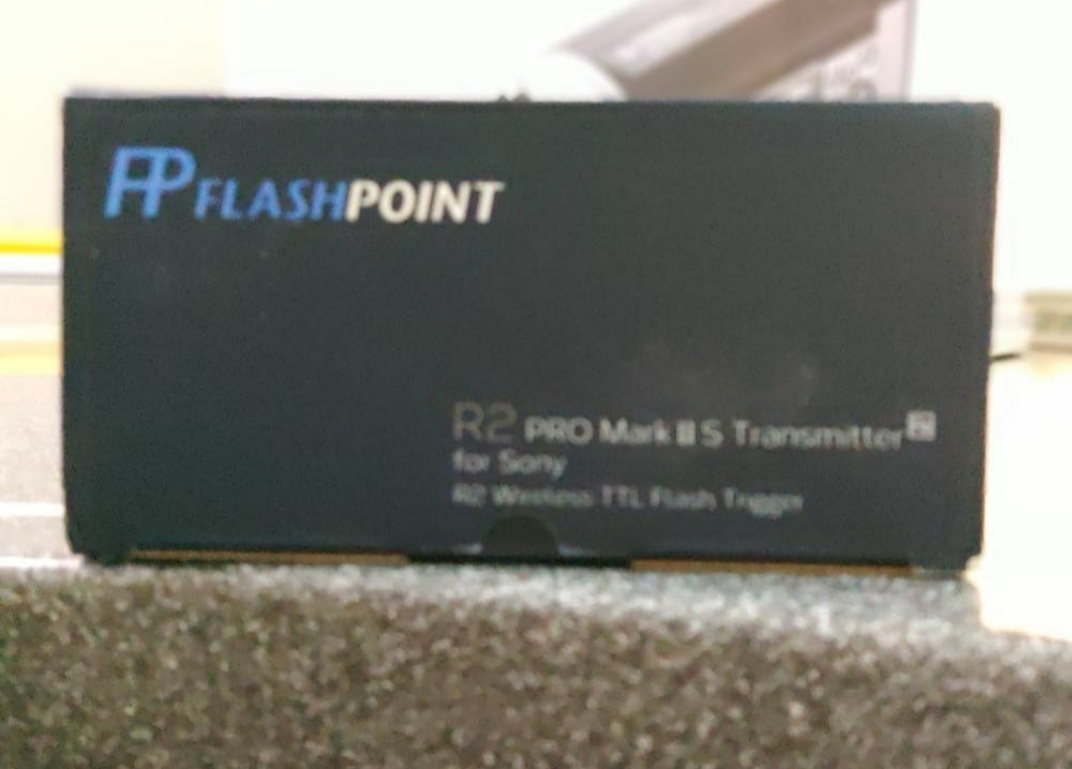 FP FLASHPOINT
R2 PRO Mark II S Transmitter
for Sony
R2 Wireless TTL Flash Trigger